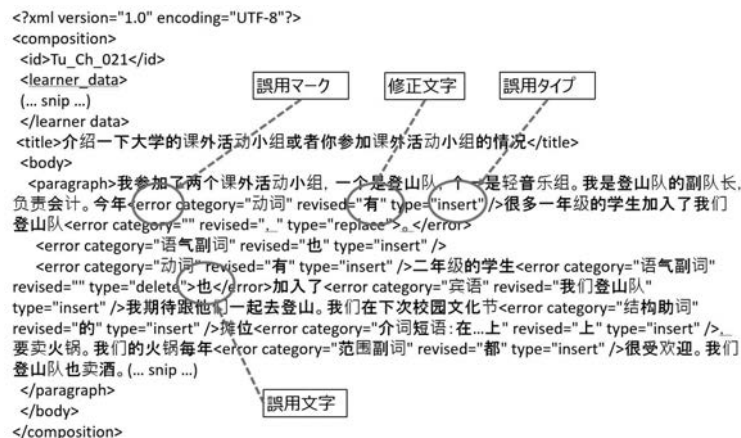 <?xml version="1.0" encoding="UTF-8"?>
<composition>
<id>Tu_Ch_021</id>
<learner_data>
(... snip ...)
</learner data>
誤用マーク 修正文字 誤用タイプ
<title>介绍一下大学的课外活动小组或者你参加课外活动小组的情况</title>
<body>
<paragraph>我参加了两个课外活动小组, 一个是登山队, 个一是轻音乐组。我是登山队的副队长,
负责会计。今年<error category="动词" revised="有" type="insert" />很多一年级的学生加入了我们
登山队<error category="" revised="，" type="replace">。</error>
<error category="语气副词" revised="也" type="insert" />
<error category="动词" revised="有" type="insert" />二年级的学生<error category="语气副词"
revised="" type="delete">也</error>加入了<error category="宾语" revised="我们登山队"
type="insert" />我期待跟他们一起去登山。我们在下次校园文化节<error category="结构助词"
revised="的" type="insert" />摊位<error category="介词短语:在...上" revised="上" type="insert" />，
要卖火锅。我们的火锅每年<error category="范围副词" revised="都" type="insert" />很受欢迎。我们
登山队也卖酒。(... snip ...)
</paragraph>
</body>
誤用文字
</composition>